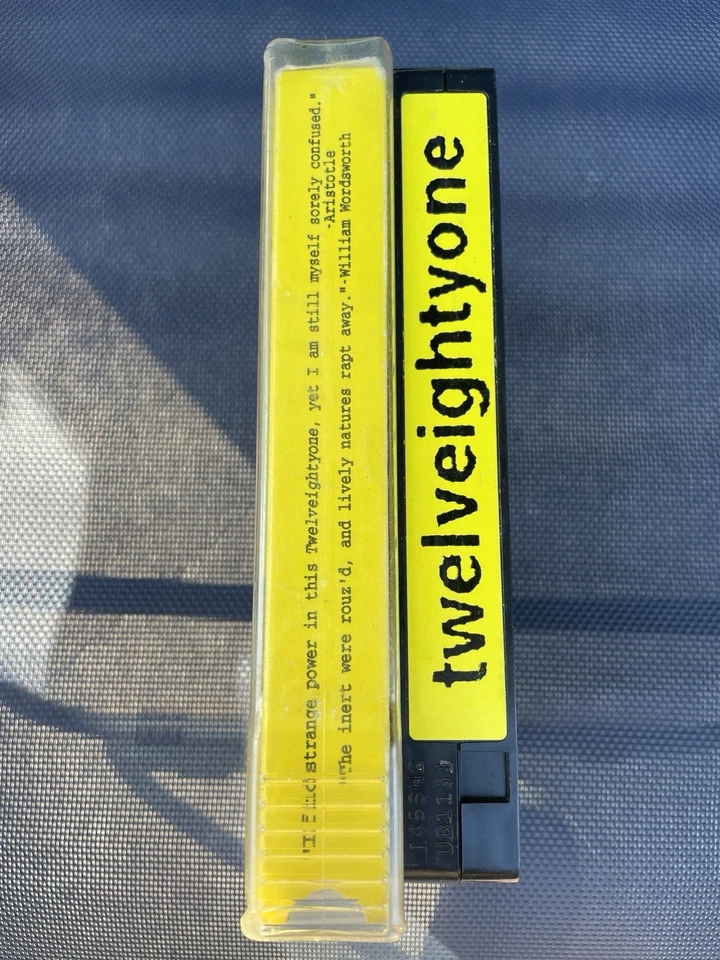 strange power in this Twelveightyone, yet I am still myself sorely confused."
-Aristotle
"The inert were rouz'd, and lively natures rapt away."-William Wordsworth
twelveightyone